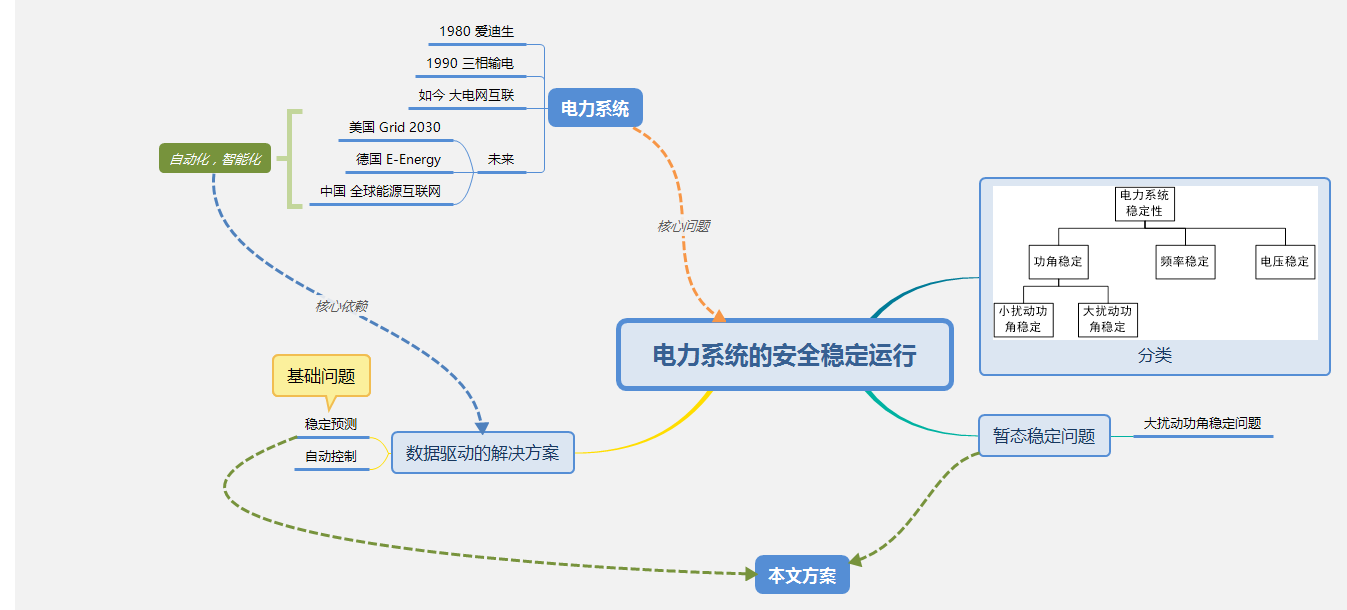 1980 爱迪生
1990 三相输电
如今 大电网互联
电力系统
美国 Grid 2030
德国 E-Energy
未来
中国 全球能源互联网
自动化，智能化
核心问题
核心依赖
电力系统
稳定性
功角稳定
频率稳定
电压稳定
小扰动功
角稳定
大扰动功
角稳定
分类
电力系统的安全稳定运行
基础问题
稳定预测
自动控制
数据驱动的解决方案
暂态稳定问题
大扰动功角稳定问题
本文方案